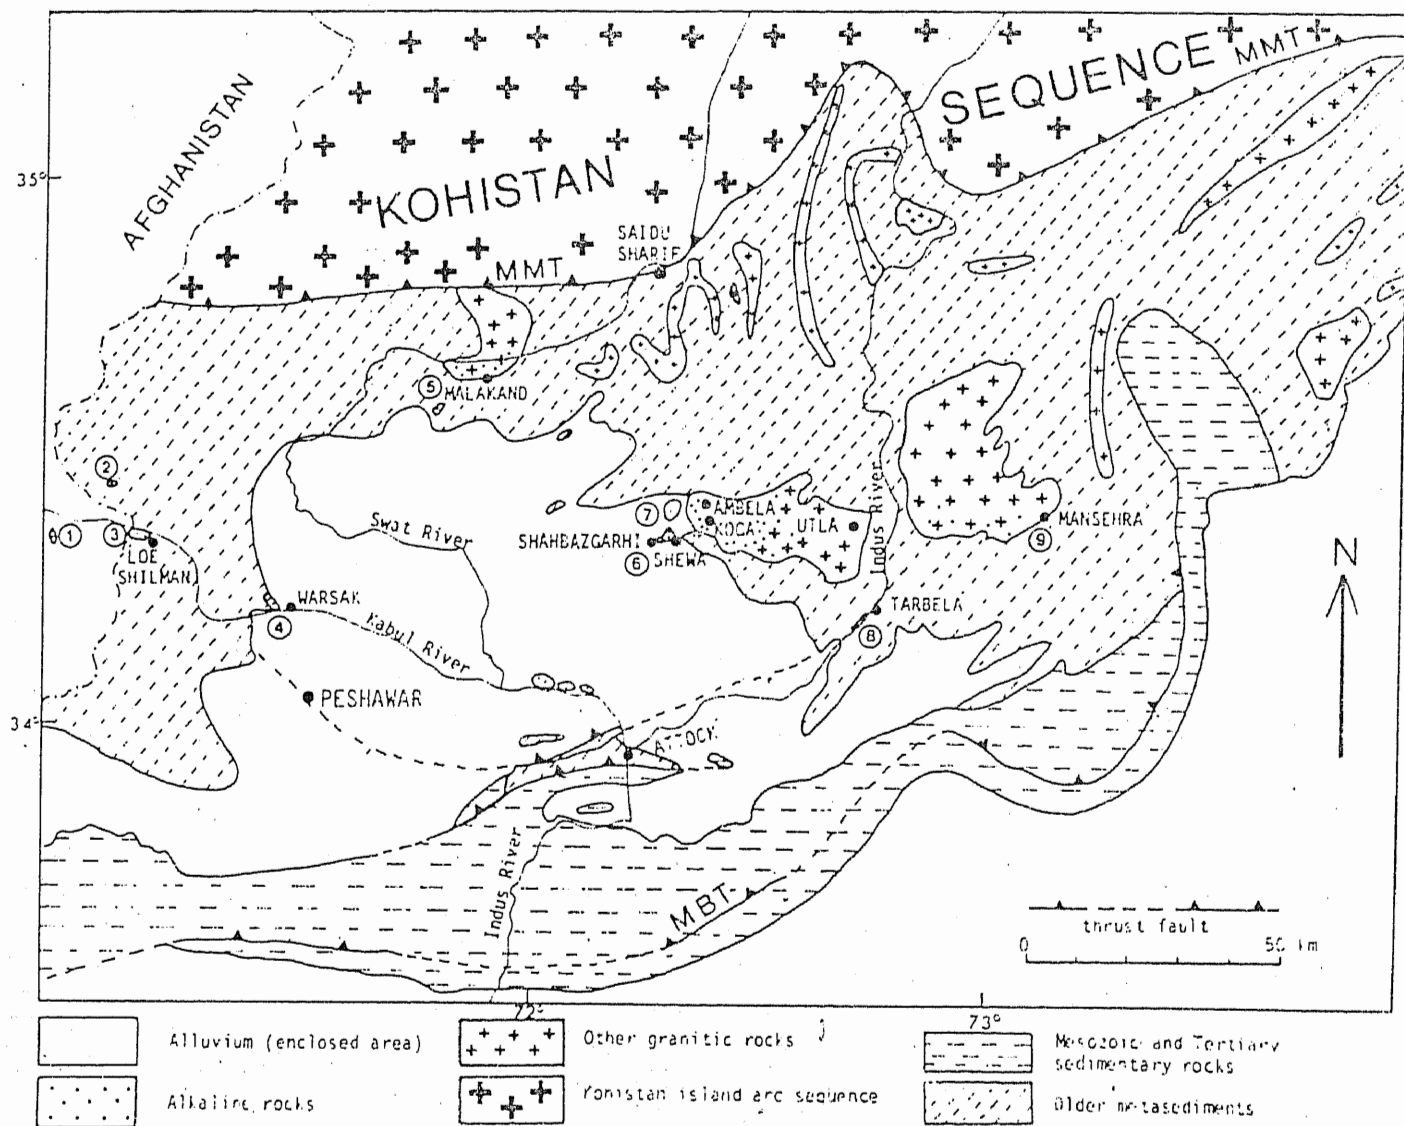 SEQUENCE
MMT
AFGHANISTAN
35°
KOHISTAN
SAIDU
SHARIF
MMT
5
MALAKAND
2
1
3
LOE
SHILMAN
Swat River
7
AMBELA
KOGA
UTLA
SHAHBAZGARHI
SHEWA
6
Indus River
MANSEHRA
9
N
WARSAK
4
Kabul River
TARBELA
8
PESHAWAR
34°
ATTOCK
Indus River
MBT
thrust fault
0 50 km
72°
73°
Alluvium (enclosed area)
Other granitic rocks
Mesozoic and Tertiary
sedimentary rocks
Alkaline rocks
Kohistan island arc sequence
Older metasediments